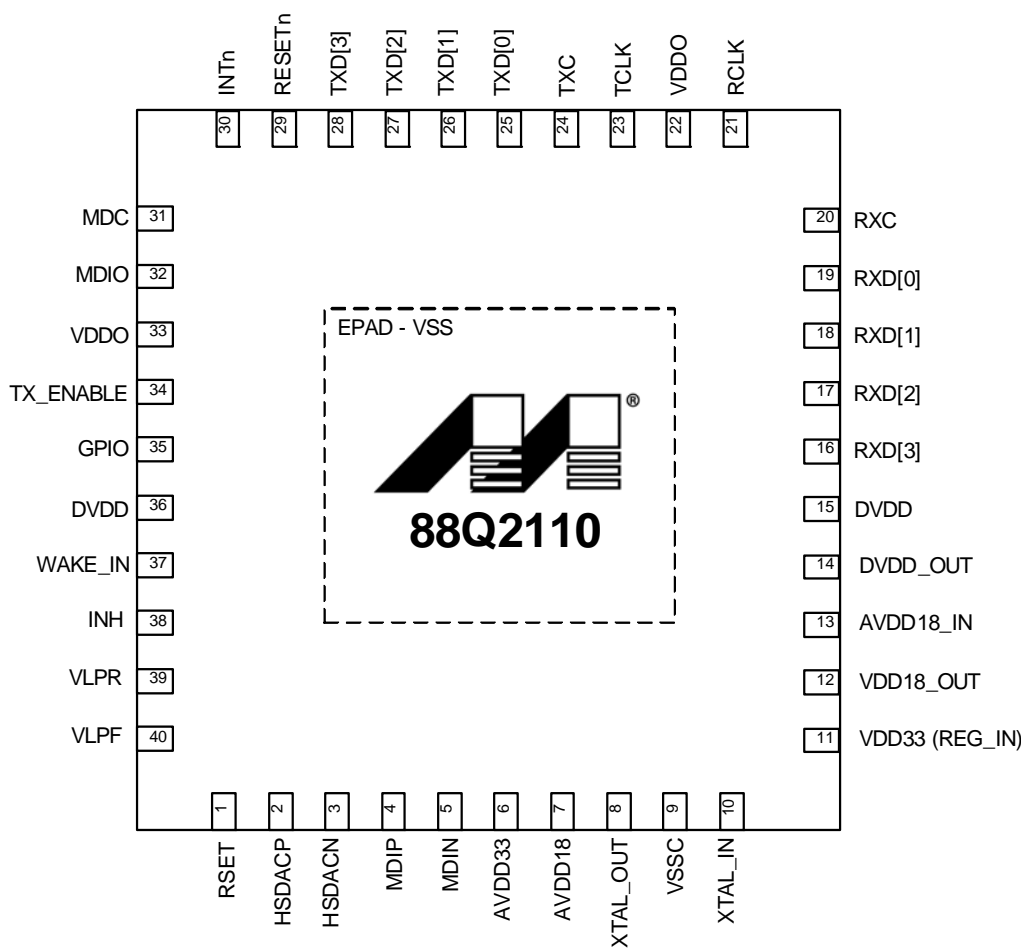 INTn
RESETn
TXD[3]
TXD[2]
TXD[1]
TXD[0]
TXC
TCLK
VDDO
RCLK
30
29
28
27
26
25
24
23
22
21
MDC 31
20 RXC
MDIO 32
19 RXD[0]
VDDO 33
18 RXD[1]
TX_ENABLE 34
17 RXD[2]
GPIO 35
16 RXD[3]
DVDD 36
15 DVDD
WAKE_IN 37
14 DVDD_OUT
INH 38
13 AVDD18_IN
VLPR 39
12 VDD18_OUT
VLPF 40
11 VDD33 (REG_IN)
EPAD - VSS
®
88Q2110
1
2
3
4
5
6
7
8
9
10
RSET
HSDACP
HSDACN
MDIP
MDIN
AVDD33
AVDD18
XTAL_OUT
VSSC
XTAL_IN